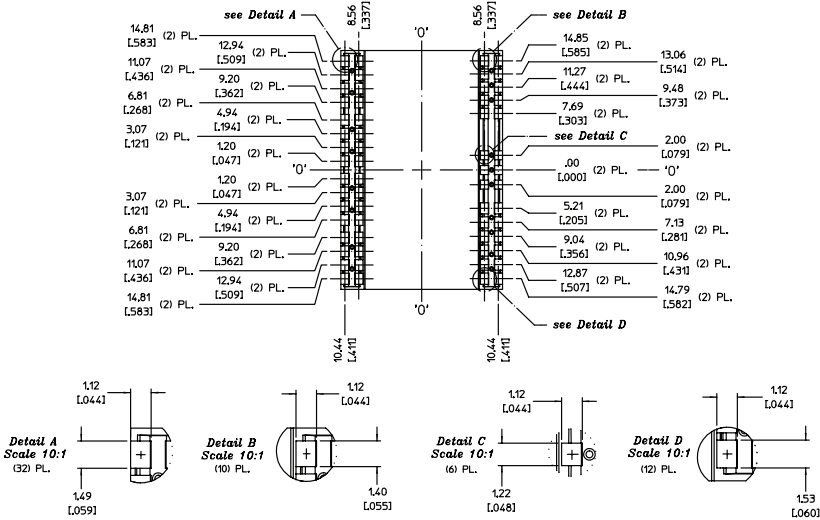 see Detail A
8.56
[.337]
'0'
8.56
[.337]
see Detail B
14.81
[.583] (2) PL.
12.94
[.509] (2) PL.
11.07
[.436] (2) PL.
9.20
[.362] (2) PL.
6.81
[.268] (2) PL.
4.94
[.194] (2) PL.
3.07
[.121] (2) PL.
1.20
[.047] (2) PL.
'0'
1.20
[.047] (2) PL.
3.07
[.121] (2) PL.
4.94
[.194] (2) PL.
6.81
[.268] (2) PL.
9.20
[.362] (2) PL.
11.07
[.436] (2) PL.
12.94
[.509] (2) PL.
14.81
[.583] (2) PL.
14.85
[.585] (2) PL.
13.06
[.514] (2) PL.
11.27
[.444] (2) PL.
9.48
[.373] (2) PL.
7.69
[.303] (2) PL.
see Detail C
2.00
[.079] (2) PL.
.00
[.000] (2) PL.
'0'
2.00
[.079] (2) PL.
5.21
[.205] (2) PL.
7.13
[.281] (2) PL.
9.04
[.356] (2) PL.
10.96
[.431] (2) PL.
12.87
[.507] (2) PL.
14.79
[.582] (2) PL.
'0'
see Detail D
10.44
[.411]
10.44
[.411]
1.12
[.044]
Detail A
Scale 10:1
(32) PL.
1.49
[.059]
1.12
[.044]
Detail B
Scale 10:1
(10) PL.
1.40
[.055]
1.12
[.044]
Detail C
Scale 10:1
(6) PL.
1.22
[.048]
1.12
[.044]
Detail D
Scale 10:1
(12) PL.
1.53
[.060]